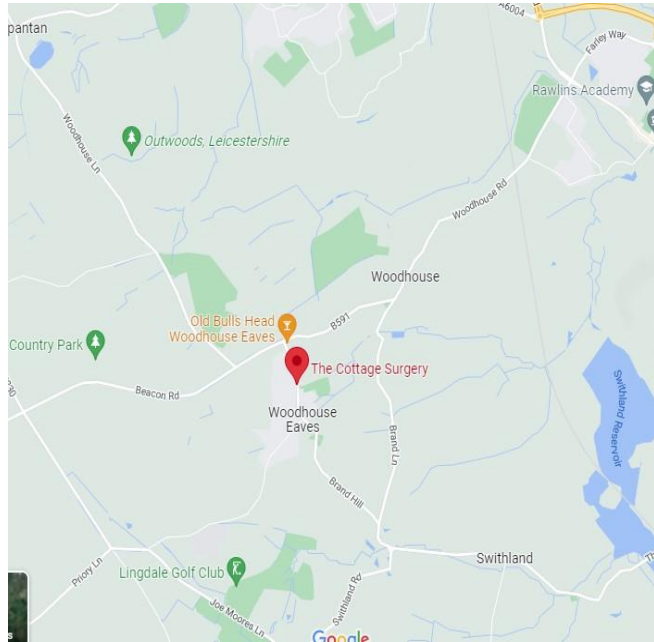 A6004
pantan
Farley Way
Rawlins Academy
Woodhouse Ln
Outwoods, Leicestershire
Woodhouse Rd
Woodhouse
Old Bulls Head
Woodhouse Eaves
B591
Country Park
The Cottage Surgery
Beacon Rd
Swithland Reservoir
Woodhouse
Eaves
Brand Ln
Brand Hill
Swithland
Priory Ln
Lingdale Golf Club
Joe Moores Ln
Swithland Rd
Google